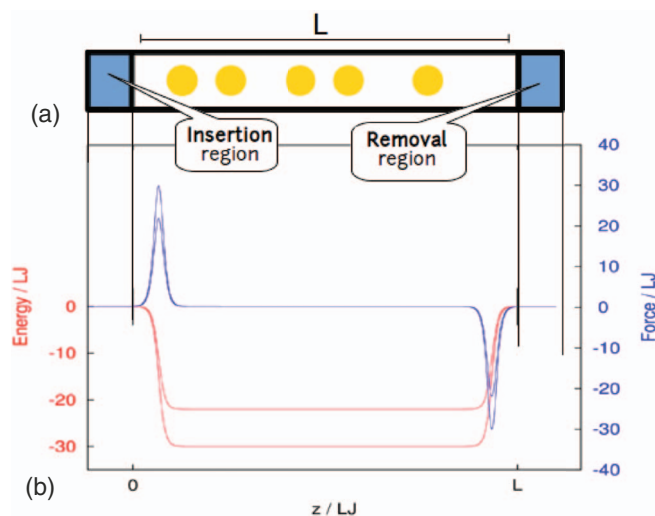 L
Insertion
region
Removal
region
(a)
40
30
20
10
0
-10
-20
-30
-40
Force / LJ
0
-10
-20
-30
Energy / LJ
(b)
0
L
z / LJ